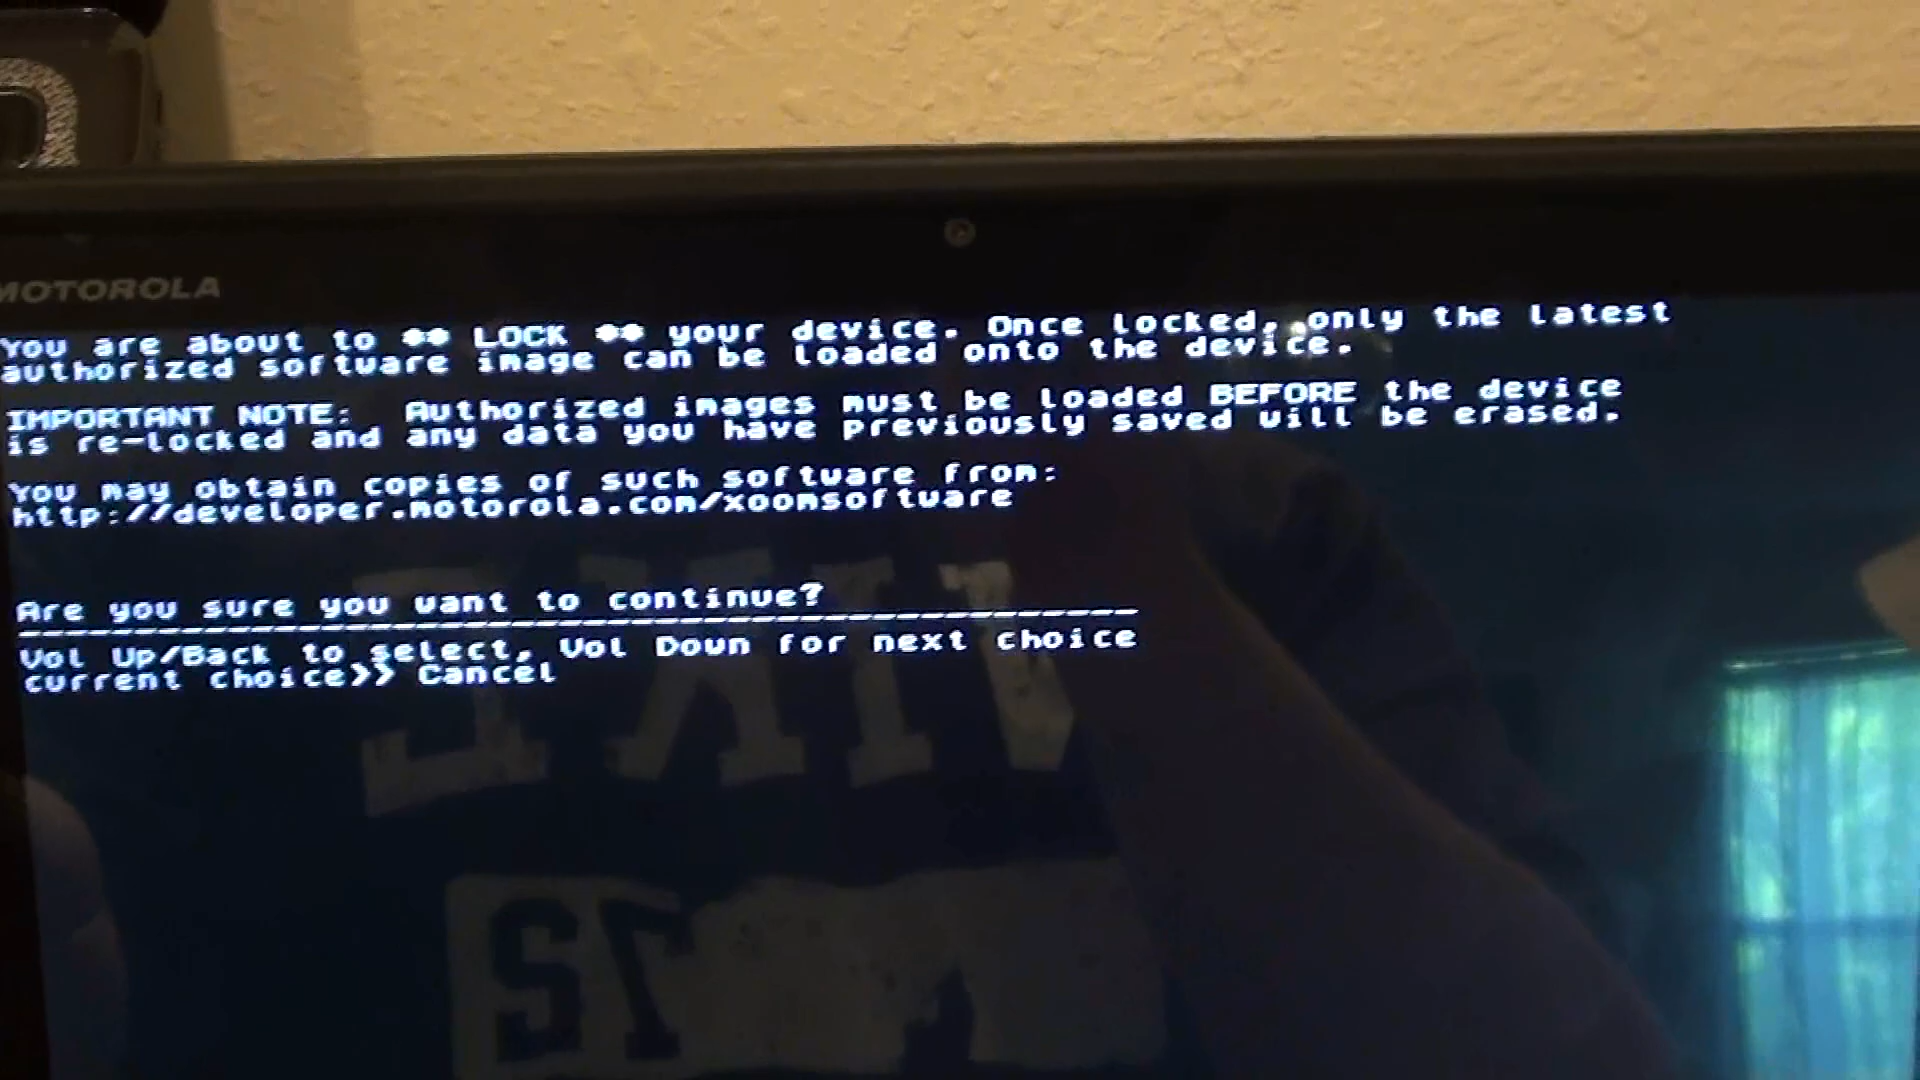 MOTOROLA
You are about to ** LOCK ** your device. Once locked, only the latest
authorized software image can be loaded onto the device.
IMPORTANT NOTE:  Authorized images must be loaded BEFORE the device
is re-locked and any data you have previously saved will be erased.
You may obtain copies of such software from:
http://developer.motorola.com/xoomsoftware
Are you sure you want to continue?
Vol Up/Back to select, Vol Down for next choice
current choice>> Cancel